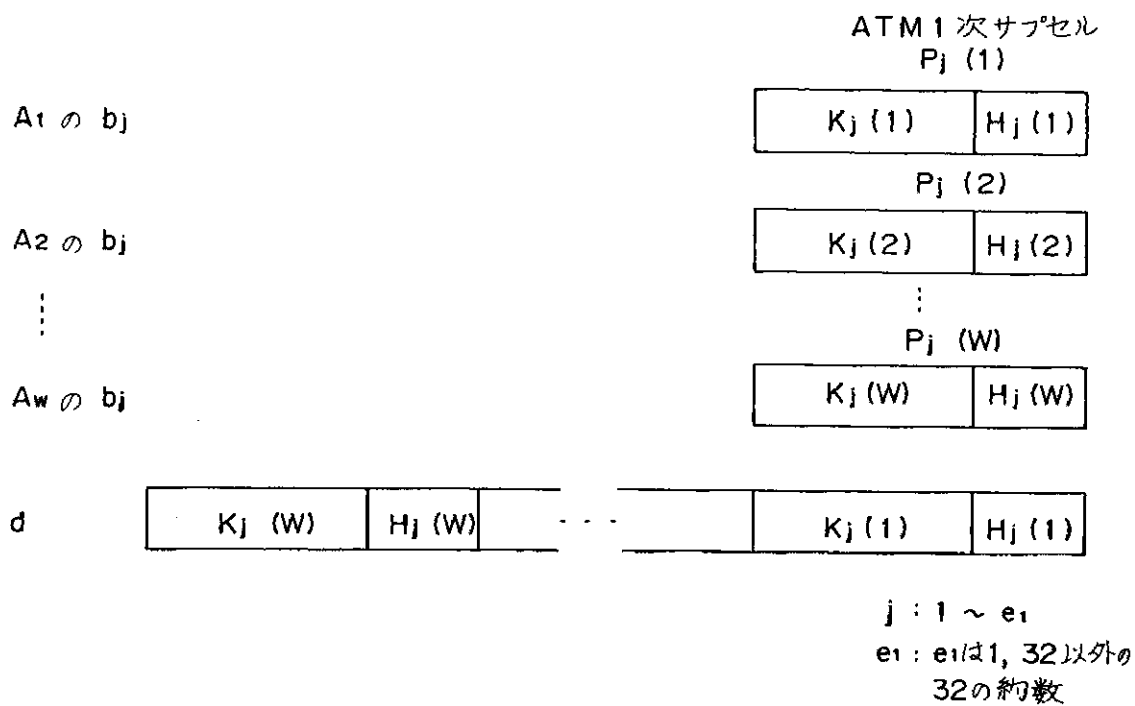 ATM1次サブセル
Pj (1)
A1 の bj
Kj (1) Hj (1)
Pj (2)
A2 の bj
Kj (2) Hj (2)
Pj (W)
Aw の bj
Kj (W) Hj (W)
d
Kj (W) Hj (W) ··· Kj (1) Hj (1)
j : 1 ~ e1
e1 : e1は1, 32以外の
32の約数